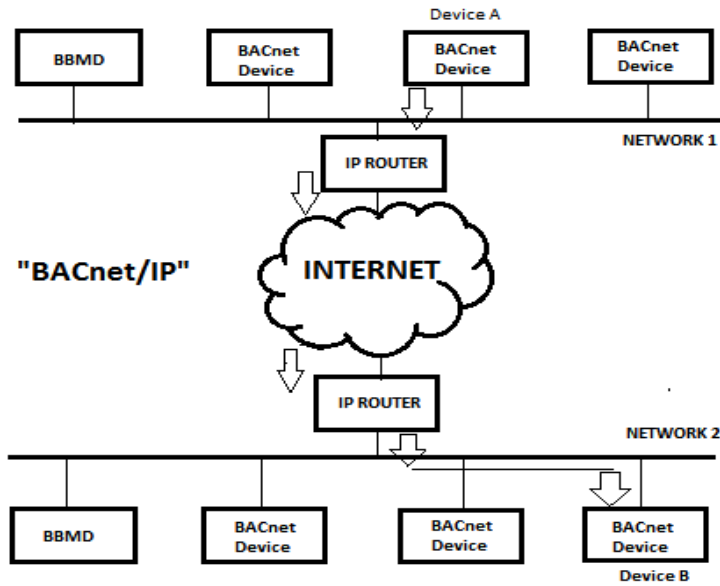 Device A
BBMD
BACnet
Device
BACnet
Device
BACnet
Device
NETWORK 1
IP ROUTER
"BACnet/IP"
INTERNET
IP ROUTER
NETWORK 2
BBMD
BACnet
Device
BACnet
Device
BACnet
Device
Device B